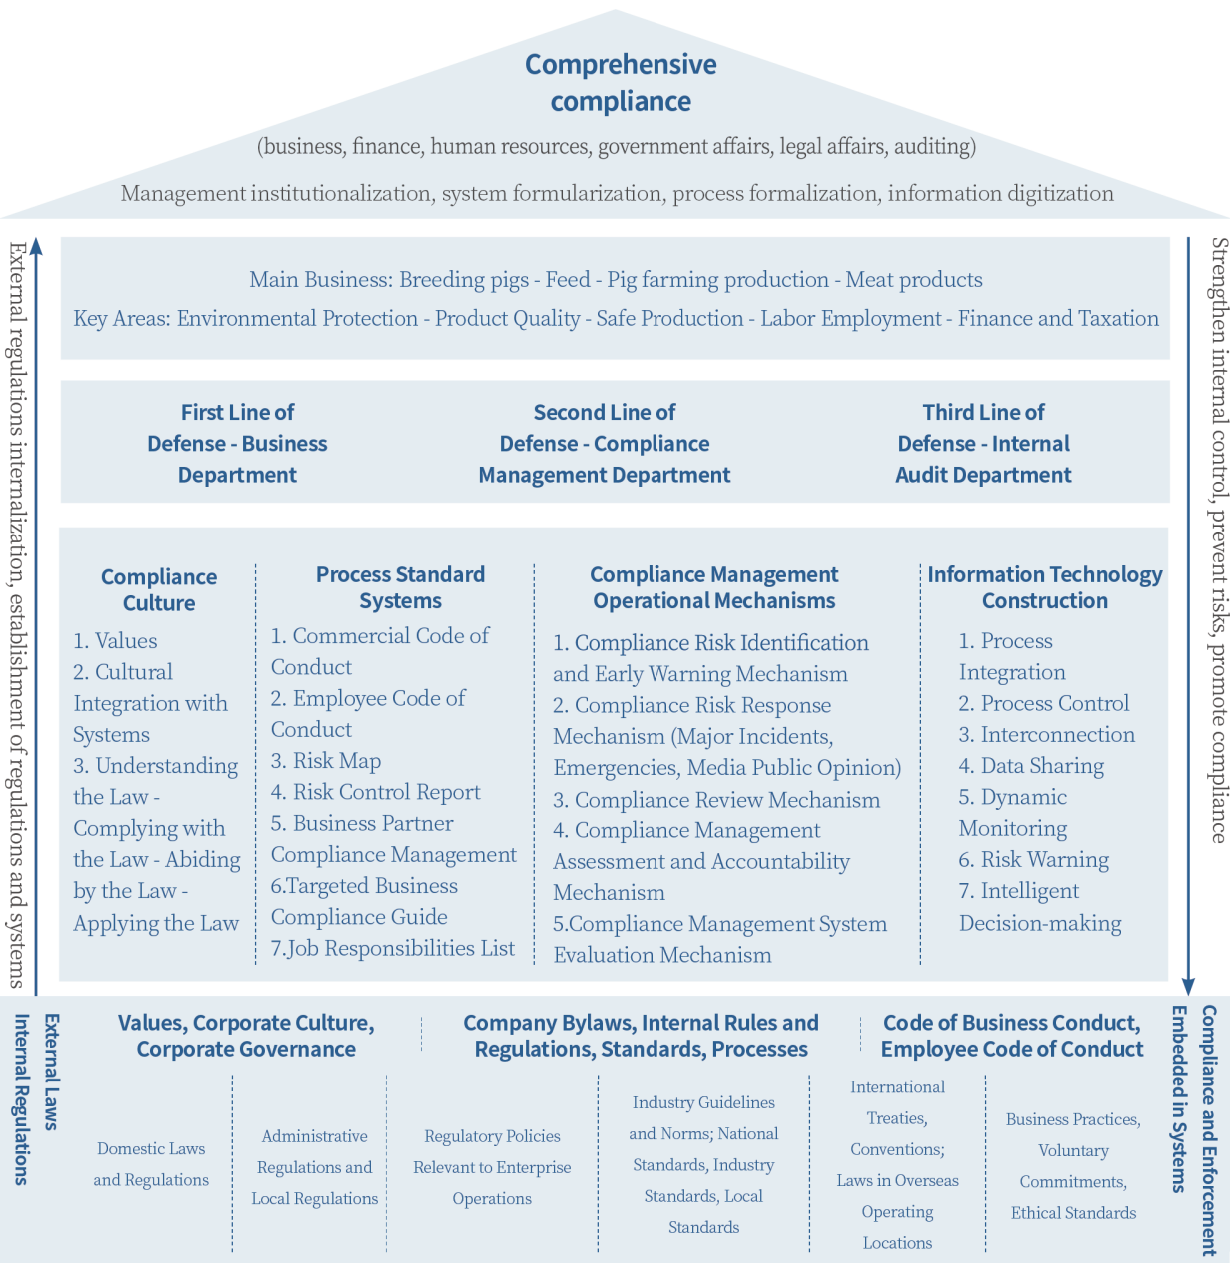 Comprehensive
compliance
(business, finance, human resources, government affairs, legal affairs, auditing)
Management institutionalization, system formularization, process formalization, information digitization
External regulations internalization, establishment of regulations and systems
Main Business: Breeding pigs - Feed - Pig farming production - Meat products
Key Areas: Environmental Protection - Product Quality - Safe Production - Labor Employment - Finance and Taxation
Strengthen internal control, prevent risks, promote compliance
First Line of
Defense - Business
Department
Second Line of
Defense - Compliance
Management Department
Third Line of
Defense - Internal
Audit Department
Compliance
Culture
1. Values
2. Cultural
Integration with
Systems
3. Understanding
the Law -
Complying with
the Law - Abiding
by the Law -
Applying the Law
Process Standard
Systems
1. Commercial Code of
Conduct
2. Employee Code of
Conduct
3. Risk Map
4. Risk Control Report
5. Business Partner
Compliance Management
6.Targeted Business
Compliance Guide
7.Job Responsibilities List
Compliance Management
Operational Mechanisms
1. Compliance Risk Identification
and Early Warning Mechanism
2. Compliance Risk Response
Mechanism (Major Incidents,
Emergencies, Media Public Opinion)
3. Compliance Review Mechanism
4. Compliance Management
Assessment and Accountability
Mechanism
5.Compliance Management System
Evaluation Mechanism
Information Technology
Construction
1. Process
Integration
2. Process Control
3. Interconnection
4. Data Sharing
5. Dynamic
Monitoring
6. Risk Warning
7. Intelligent
Decision-making
External Laws
Internal Regulations
Values, Corporate Culture,
Corporate Governance
Company Bylaws, Internal Rules and
Regulations, Standards, Processes
Code of Business Conduct,
Employee Code of Conduct
Domestic Laws
and Regulations
Administrative
Regulations and
Local Regulations
Regulatory Policies
Relevant to Enterprise
Operations
Industry Guidelines
and Norms; National
Standards, Industry
Standards, Local
Standards
International
Treaties,
Conventions;
Laws in Overseas
Operating
Locations
Business Practices,
Voluntary
Commitments,
Ethical Standards
Compliance and Enforcement
Embedded in Systems